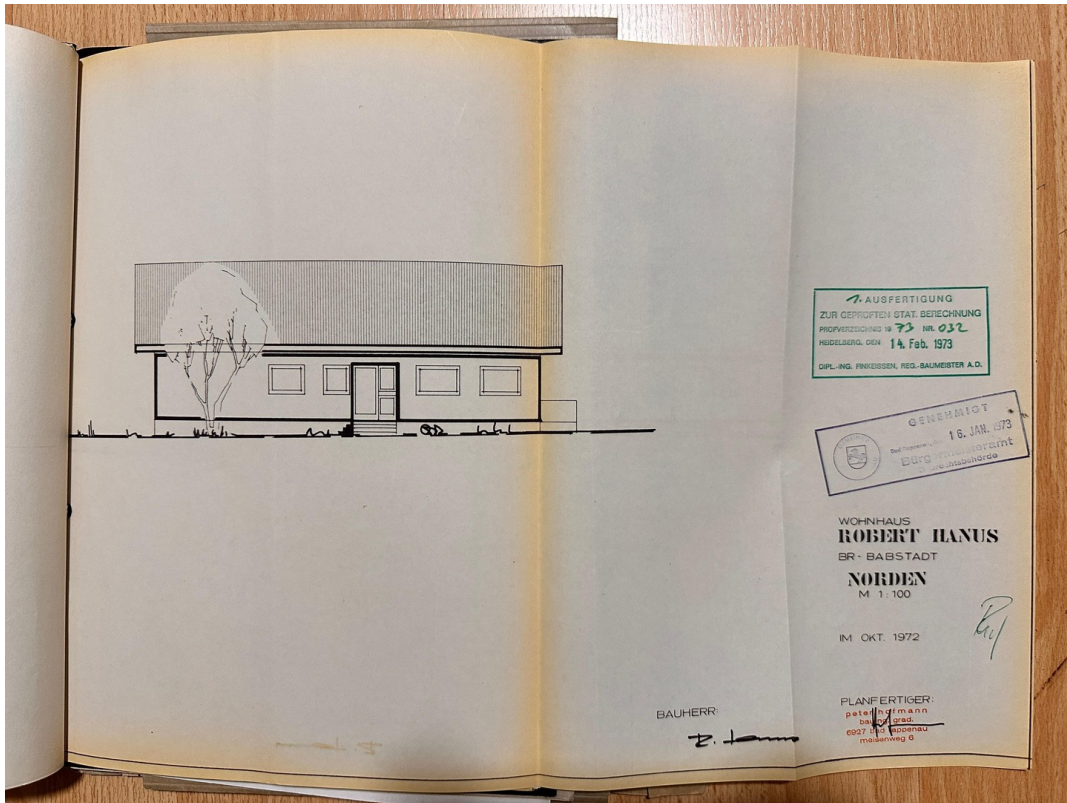 1. AUSFERTIGUNG
ZUR GEPRÜFTEN STAT. BERECHNUNG
PRÜFVERZEICHNIS 19 73 NR. 032
HEIDELBERG, DEN 14. Feb. 1973
DIPL.-ING. FINKEISSEN, REG.-BAUMEISTER A.D.
GENEHMIGT
16. JAN. 1973
Bürgermeisteramt
WOHNHAUS
ROBERT HANUS
BR - BABSTADT
NORDEN
M 1:100
IM OKT. 1972
BAUHERR:
R. Hanus
PLANFERTIGER:
peter hofmann
bauing. grad.
6927 bad rappenau
meisenweg 6